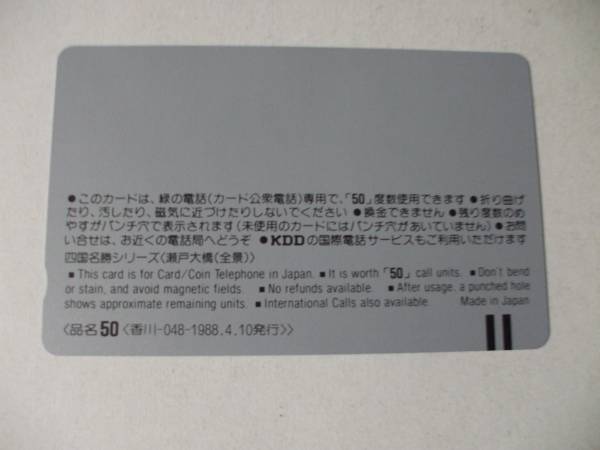 ●このカードは、緑の電話(カード公衆電話)専用で、「50」度数使用できます ●折り曲げ
たり、汚したり、磁気に近づけたりしないでください ●換金できません ●残り度数のめ
やすがパンチ穴で表示されます(未使用のカードにはパンチ穴があいていません) ●お問
い合せは、お近くの電話局へどうぞ ●KDDの国際電話サービスもご利用いただけます
四国名勝シリーズ〈瀬戸大橋(全景)〉
■This card is for Card/Coin Telephone in Japan. ■It is worth「50」call units. ■Don't bend
or stain, and avoid magnetic fields. ■No refunds available. ■After usage, a punched hole
shows approximate remaining units. ■International Calls also available. Made in Japan
〈品名50〈香川-048-1988.4.10発行〉〉